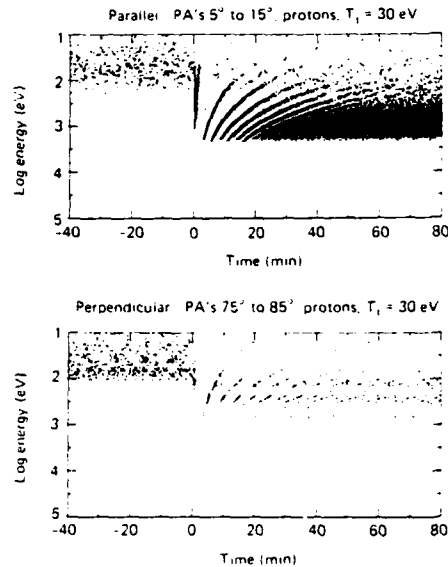 Parallel PA's 5° to 15° protons, T₁ = 30 eV
1
2
3
4
5
Log energy (eV)
-40 -20 0 20 40 60 80
Time (min)
Perpendicular PA's 75° to 85° protons, T₁ = 30 eV
1
2
3
4
5
Log energy (eV)
-40 -20 0 20 40 60 80
Time (min)